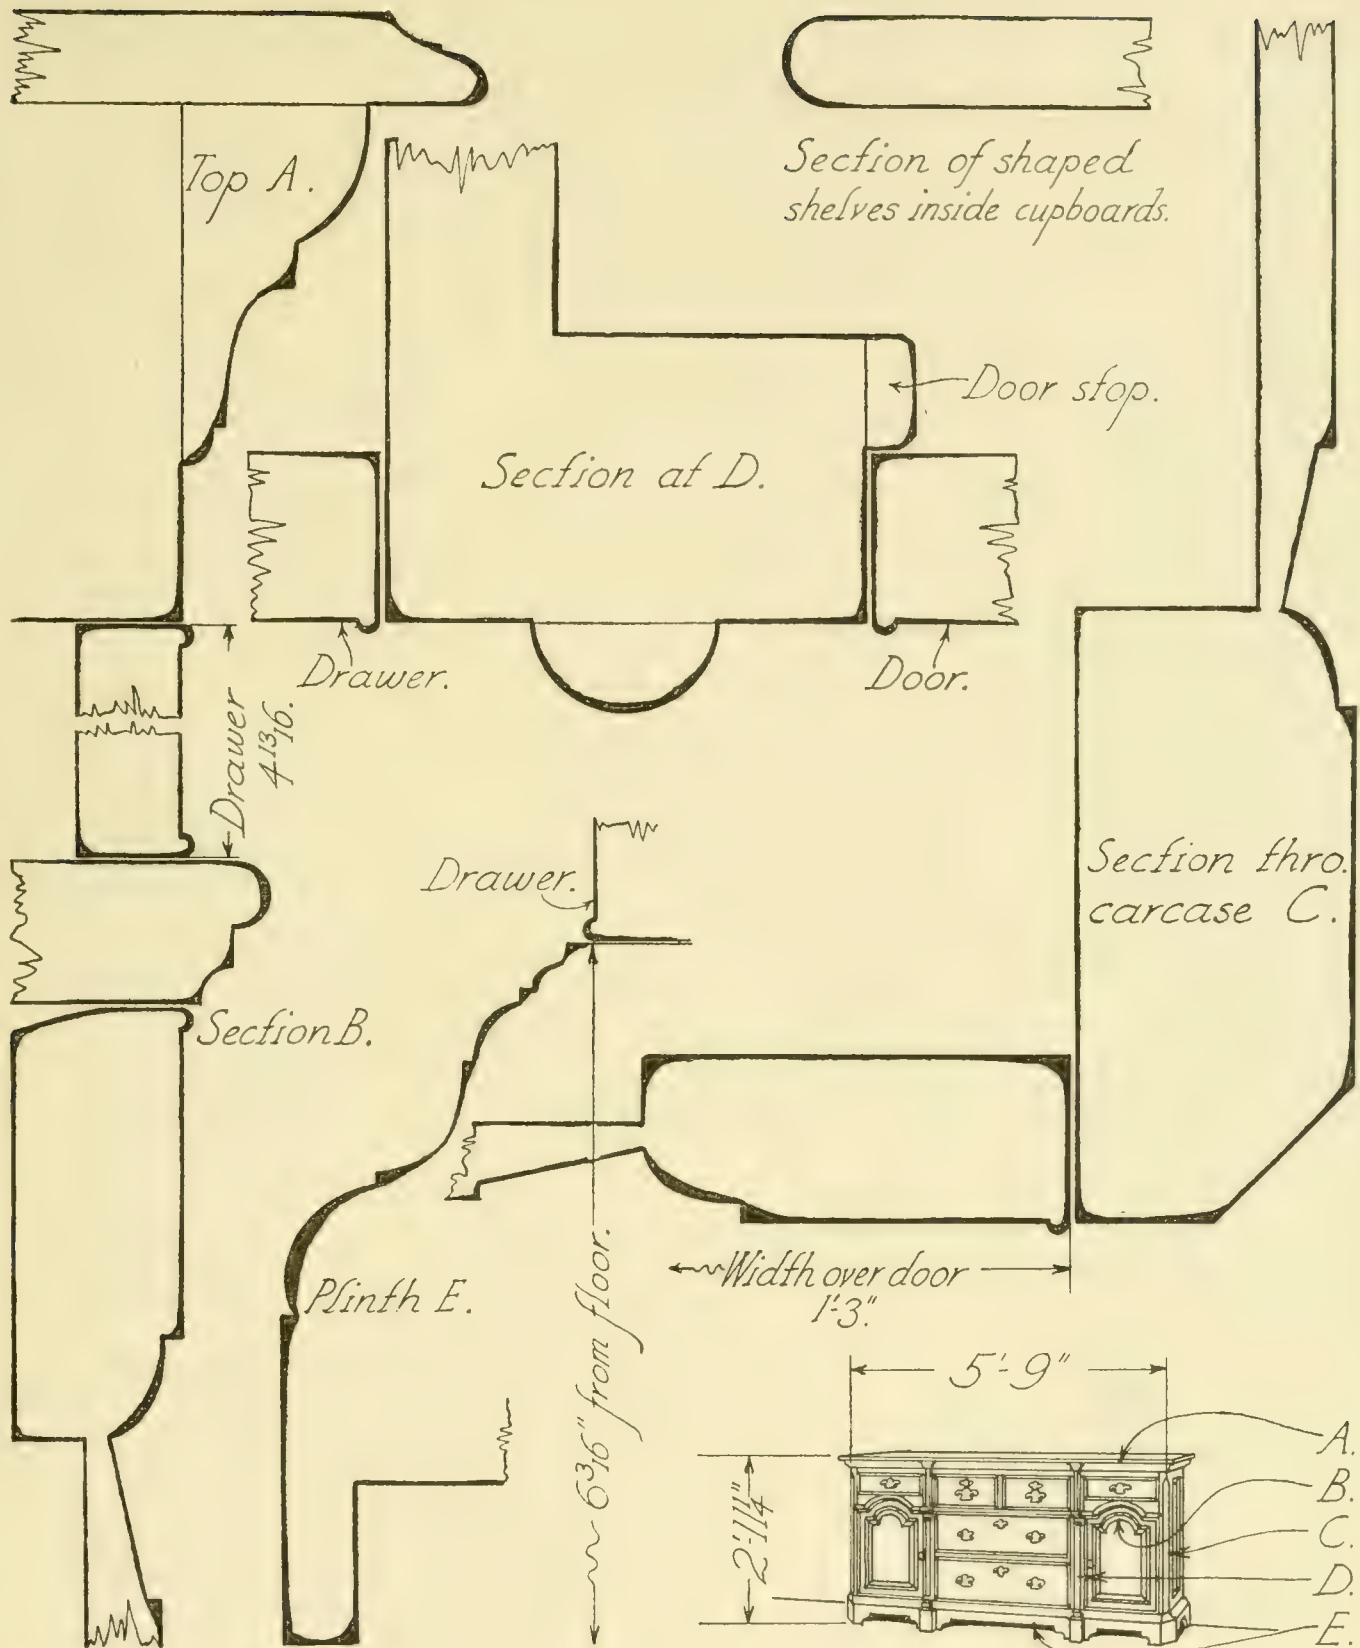 Top A.
Section of shaped
shelves inside cupboards.
Door stop.
Section at D.
Drawer.
Door.
Drawer
4 13/16.
Drawer.
Section thro.
carcase C.
Section B.
Width over door
1'-3".
Plinth E.
6 3/16" from floor.
5'-9"
2'-11 1/4"
A.
B.
C.
D.
E.